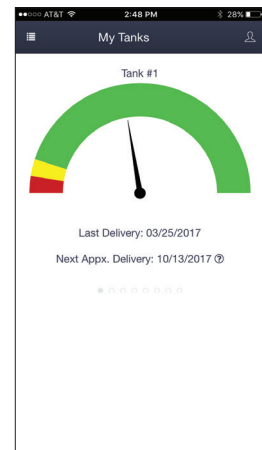 AT&T 2:48 PM 28%
My Tanks
Tank #1
Last Delivery: 03/25/2017
Next Appx. Delivery: 10/13/2017 ?